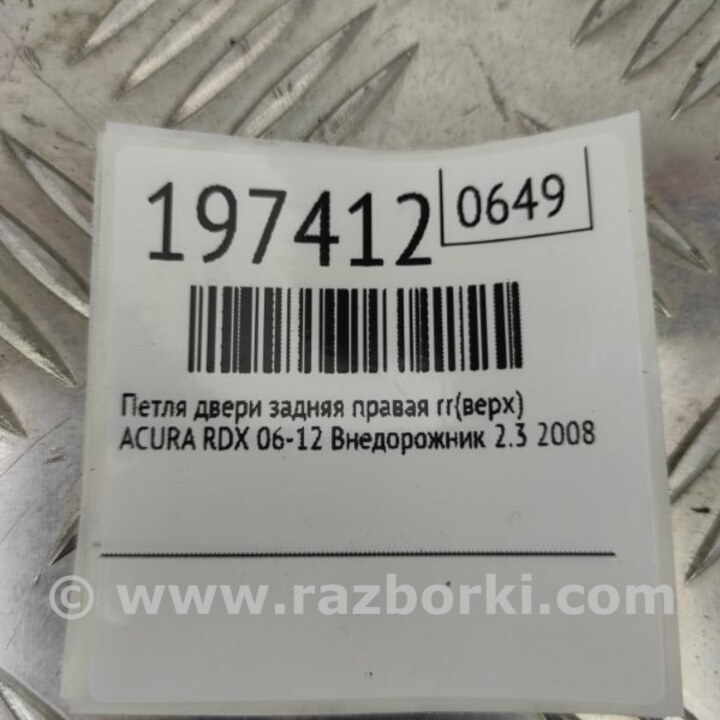 197412 0649
Петля двери задняя правая rr(верх)
ACURA RDX 06-12 Внедорожник 2.3 2008
© www.razborki.com